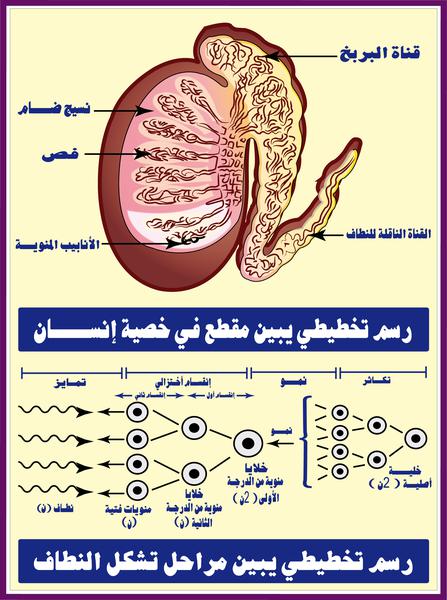 قناة البربخ
نسيج ضام
فص
القناة الناقلة للنطاف
الأنابيب المنوية
رسم تخطيطي يبين مقطع في خصية إنسان
تكاثر
نمو
إنقسام أختزالي
تمايز
إنقسام أول
إنقسام ثاني
نمو
خلية
أصلية (2ن)
خلايا
منوية من الدرجة
الأولى (2ن)
خلايا
منوية من الدرجة
الثانية (ن)
منويات فتية
(ن)
نطاف (ن)
رسم تخطيطي يبين مراحل تشكل النطاف